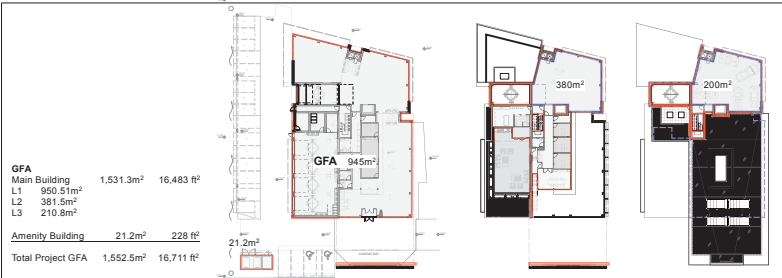 GFA
Main Building 1,531.3m² 16,483 ft²
L1 950.51m²
L2 381.5m²
L3 210.8m²
Amenity Building 21.2m² 228 ft²
Total Project GFA 1,552.5m² 16,711 ft²
21.2m²
GFA 945m²
380m²
200m²